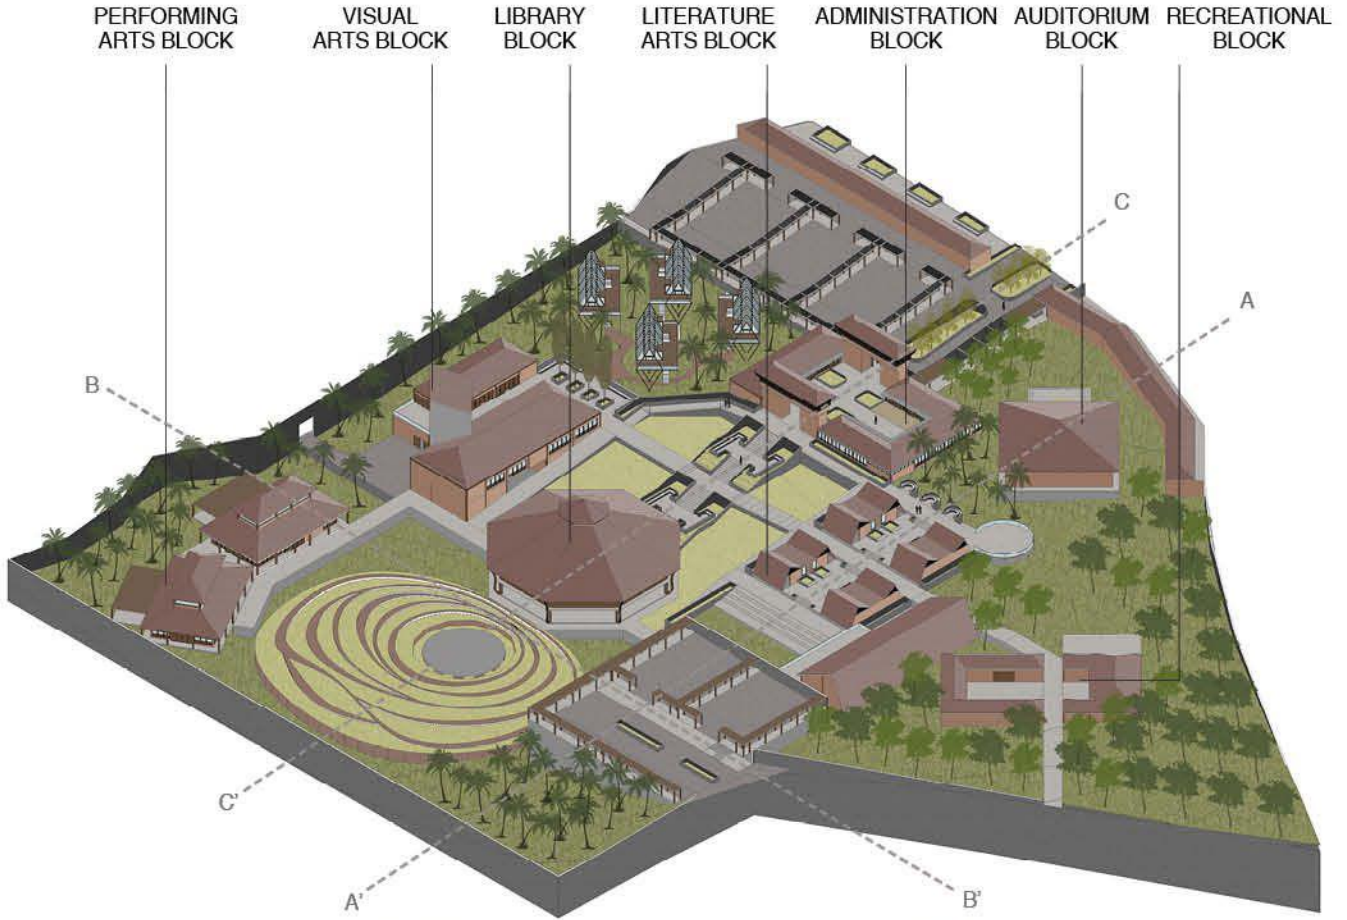 PERFORMING
ARTS BLOCK
VISUAL
ARTS BLOCK
LIBRARY
BLOCK
LITERATURE
ARTS BLOCK
ADMINISTRATION
BLOCK
AUDITORIUM
BLOCK
RECREATIONAL
BLOCK
C
A
B
C'
A'
B'